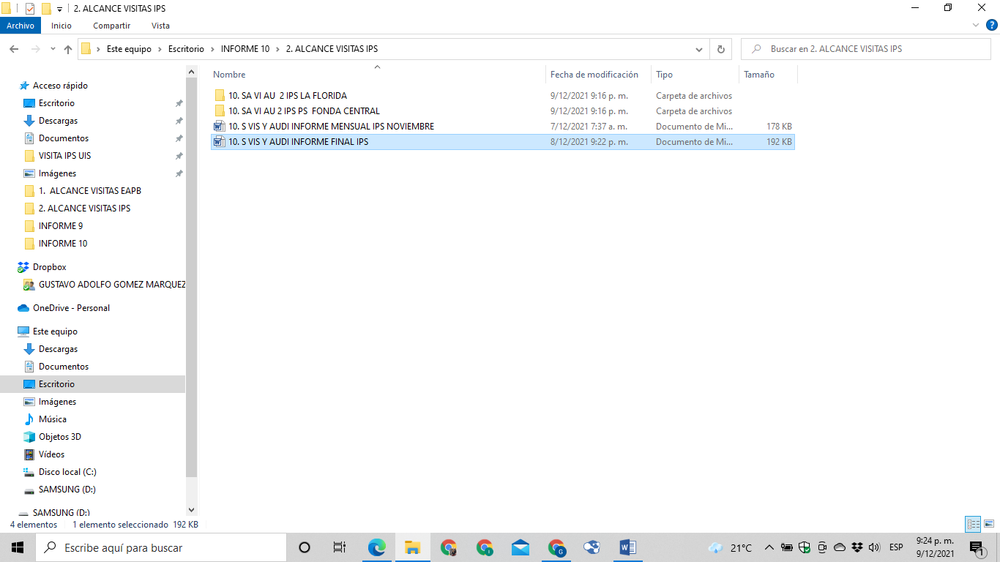 2. ALCANCE VISITAS IPS
Archivo Inicio Compartir Vista
Este equipo Escritorio INFORME 10 2. ALCANCE VISITAS IPS
Buscar en 2. ALCANCE VISITAS IPS
Nombre Fecha de modificación Tipo Tamaño
10. SA VI AU  2 IPS LA FLORIDA 9/12/2021 9:16 p. m. Carpeta de archivos
10. SA VI AU 2 IPS PS  FONDA CENTRAL 9/12/2021 9:16 p. m. Carpeta de archivos
10. S VIS Y AUDI INFORME MENSUAL IPS NOVIEMBRE 7/12/2021 7:37 a. m. Documento de Mi... 178 KB
10. S VIS Y AUDI INFORME FINAL IPS 8/12/2021 9:22 p. m. Documento de Mi... 192 KB
Acceso rápido
Escritorio
Descargas
Documentos
VISITA IPS UIS
Imágenes
1.  ALCANCE VISITAS EAPB
2. ALCANCE VISITAS IPS
INFORME 9
INFORME 10
Dropbox
GUSTAVO ADOLFO GOMEZ MARQUEZ
OneDrive - Personal
Este equipo
Descargas
Documentos
Escritorio
Imágenes
Música
Objetos 3D
Vídeos
Disco local (C:)
SAMSUNG (D:)
SAMSUNG (D:)
4 elementos 1 elemento seleccionado 192 KB
Escribe aquí para buscar
21°C
ESP
9:24 p. m.
9/12/2021
1